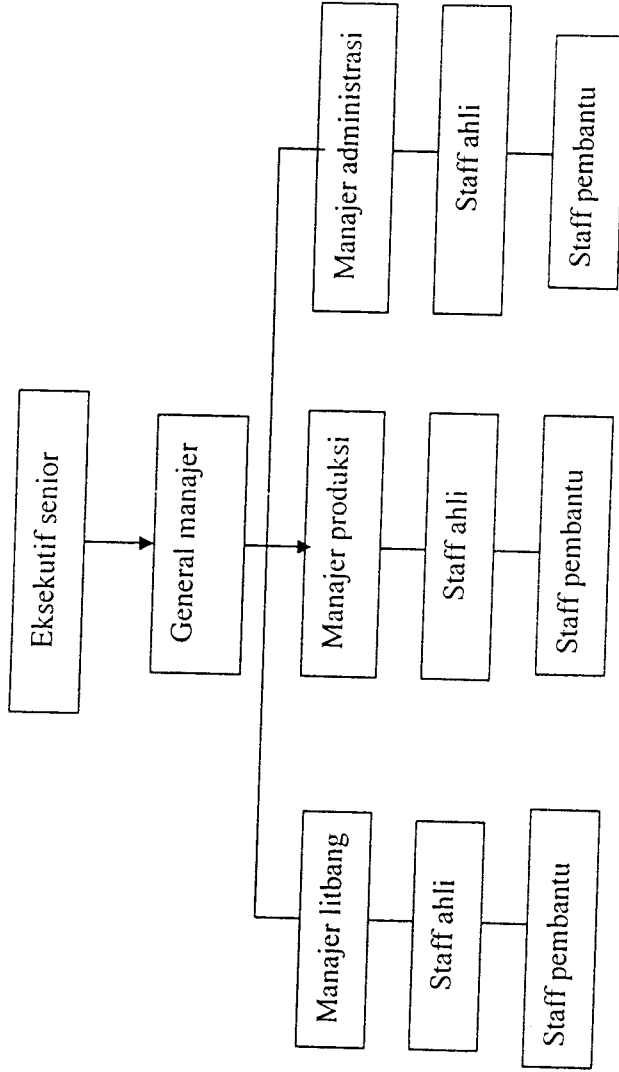 Eksekutif senior
General manajer
Manajer litbang
Manajer produksi
Manajer administrasi
Staff ahli
Staff ahli
Staff ahli
Staff pembantu
Staff pembantu
Staff pembantu